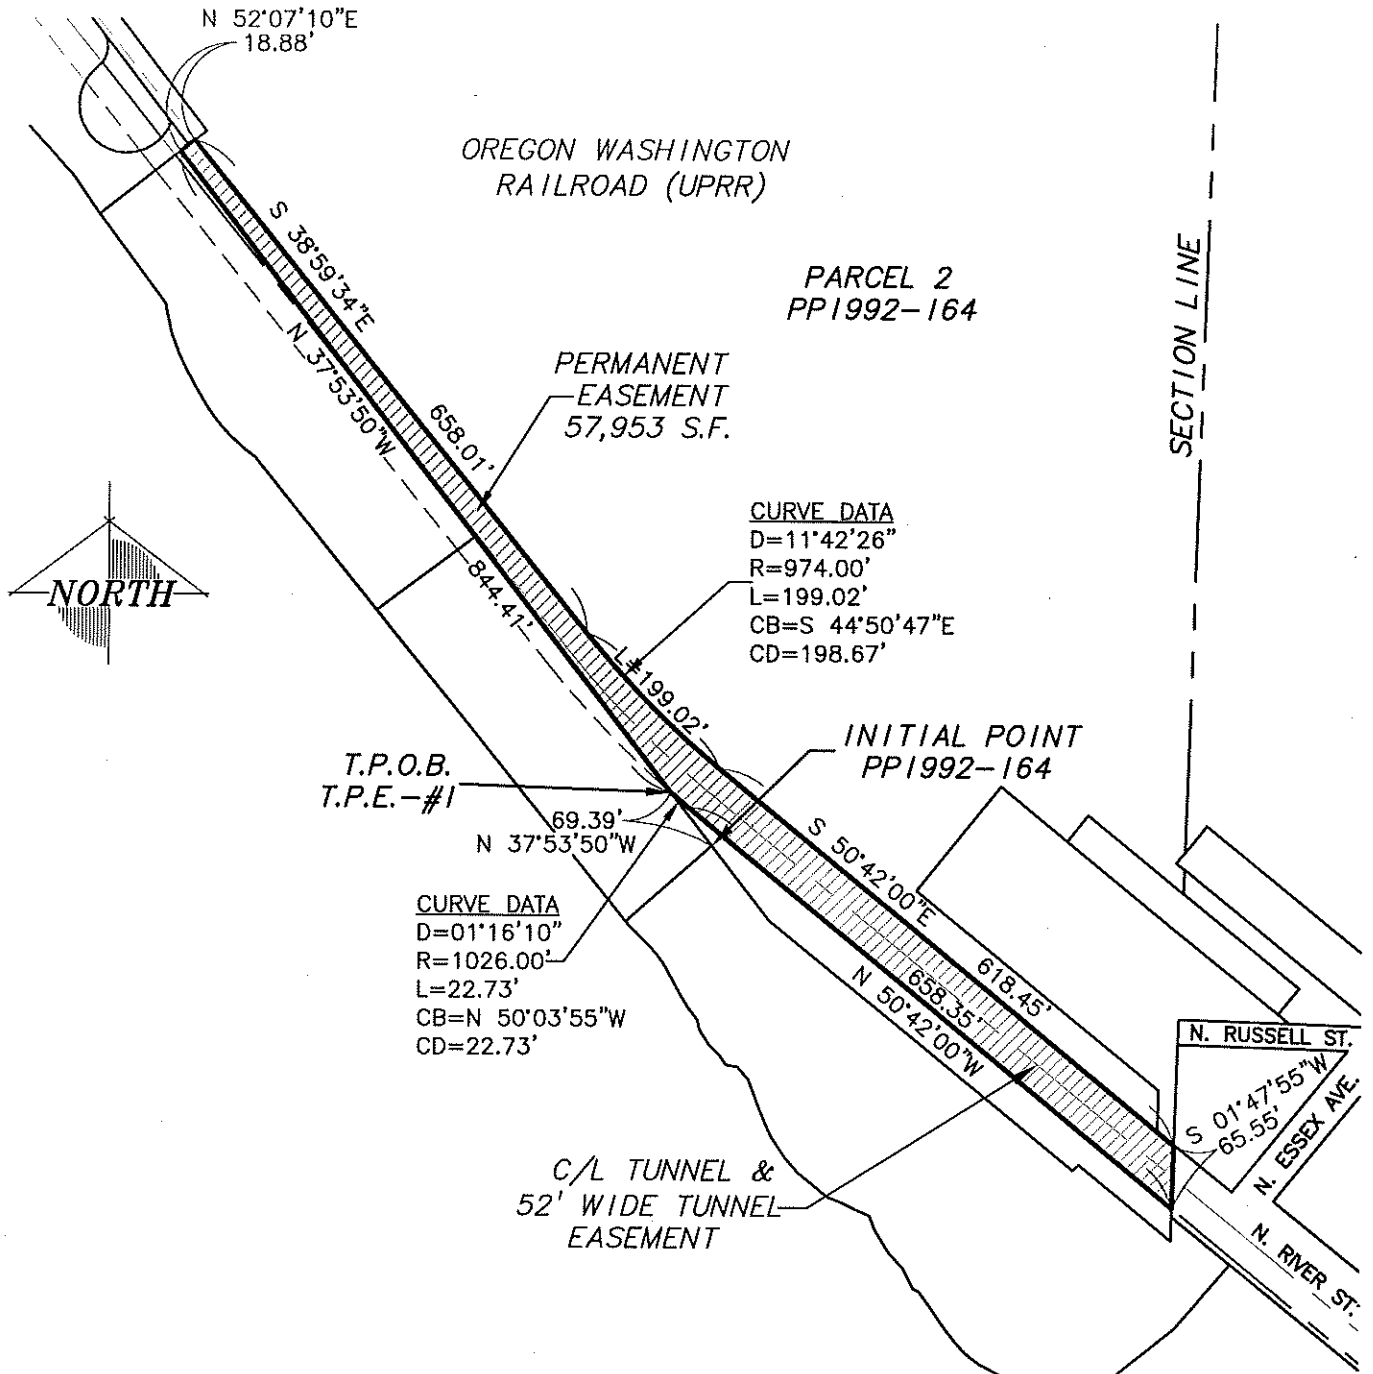 N 52°07'10"E
18.88'
OREGON WASHINGTON
RAILROAD (UPRR)
S 38°59'34"E
PARCEL 2
PP1992-164
SECTION LINE
N 37°53'50"W
PERMANENT
EASEMENT
57,953 S.F.
658.01'
CURVE DATA
D=11°42'26"
R=974.00'
L=199.02'
CB=S 44°50'47"E
CD=198.67'
NORTH
844.41'
L=199.02'
INITIAL POINT
PP1992-164
T.P.O.B.
T.P.E.-#1
69.39'
N 37°53'50"W
S 50°42'00"E
618.45'
CURVE DATA
D=01°16'10"
R=1026.00'
L=22.73'
CB=N 50°03'55"W
CD=22.73'
658.35'
N 50°42'00"W
N. RUSSELL ST.
S 01°47'55"W
65.55'
N. ESSEX AVE.
C/L TUNNEL &
52' WIDE TUNNEL
EASEMENT
N. RIVER ST.